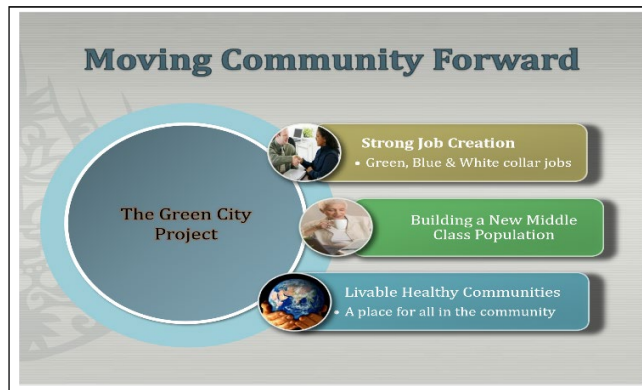 Moving Community Forward
The Green City
Project
Strong Job Creation
• Green, Blue & White collar jobs
Building a New Middle
Class Population
Livable Healthy Communities
• A place for all in the community